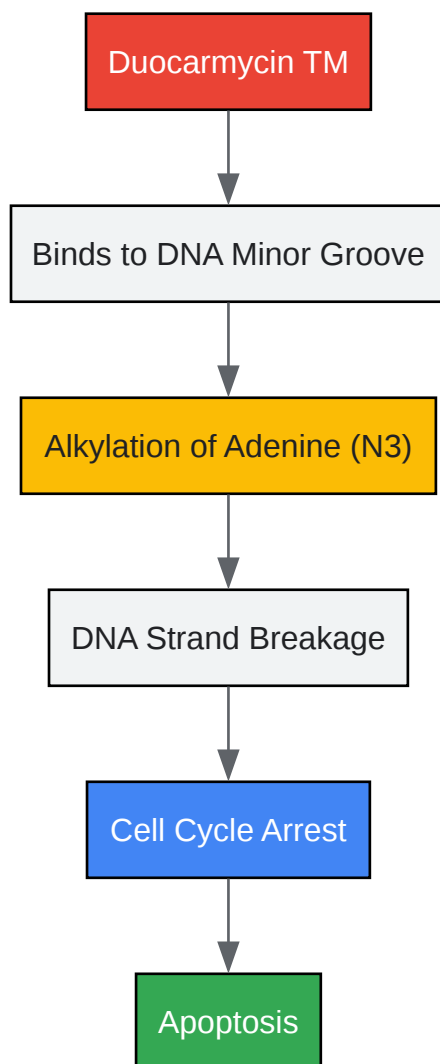 Duocarmycin TM
Binds to DNA Minor Groove
Alkylation of Adenine (N3)
DNA Strand Breakage
Cell Cycle Arrest
Apoptosis